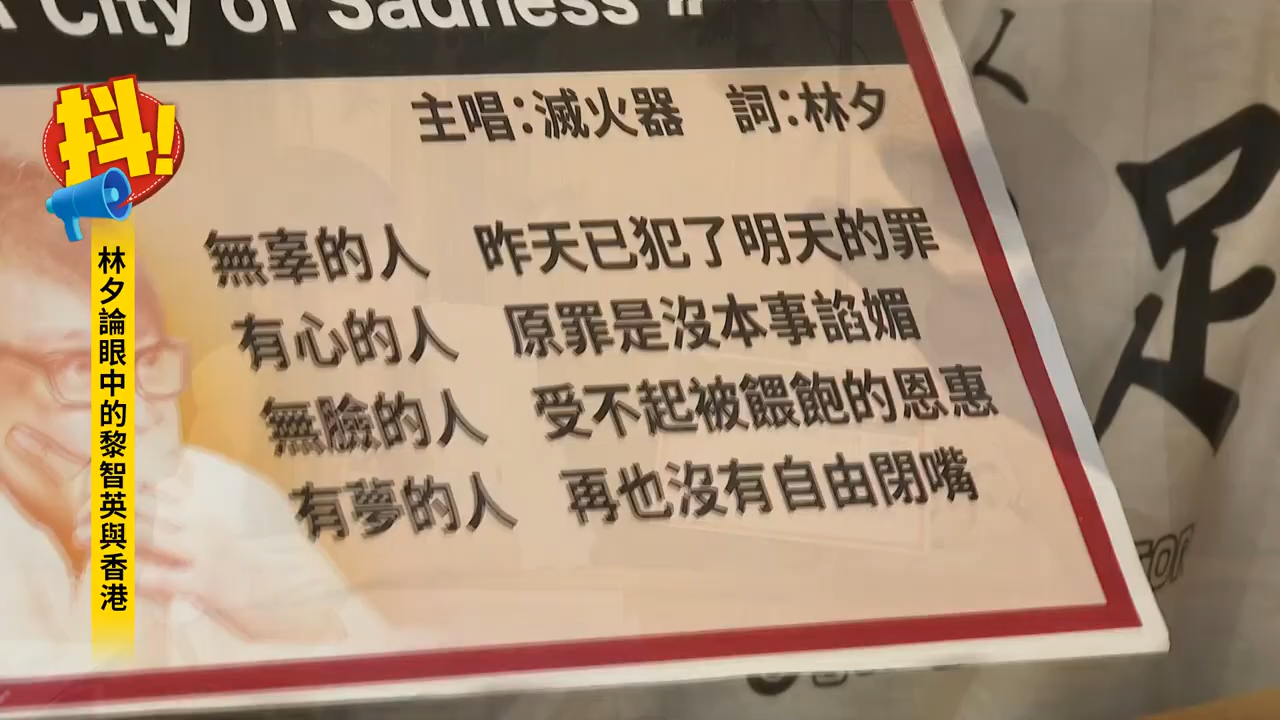 City of Sadness
主唱：滅火器　詞：林夕
無辜的人　昨天已犯了明天的罪
有心的人　原罪是沒本事諂媚
無臉的人　受不起被餵飽的恩惠
有夢的人　再也沒有自由閉嘴
抖！
林夕論眼中的黎智英與香港
足